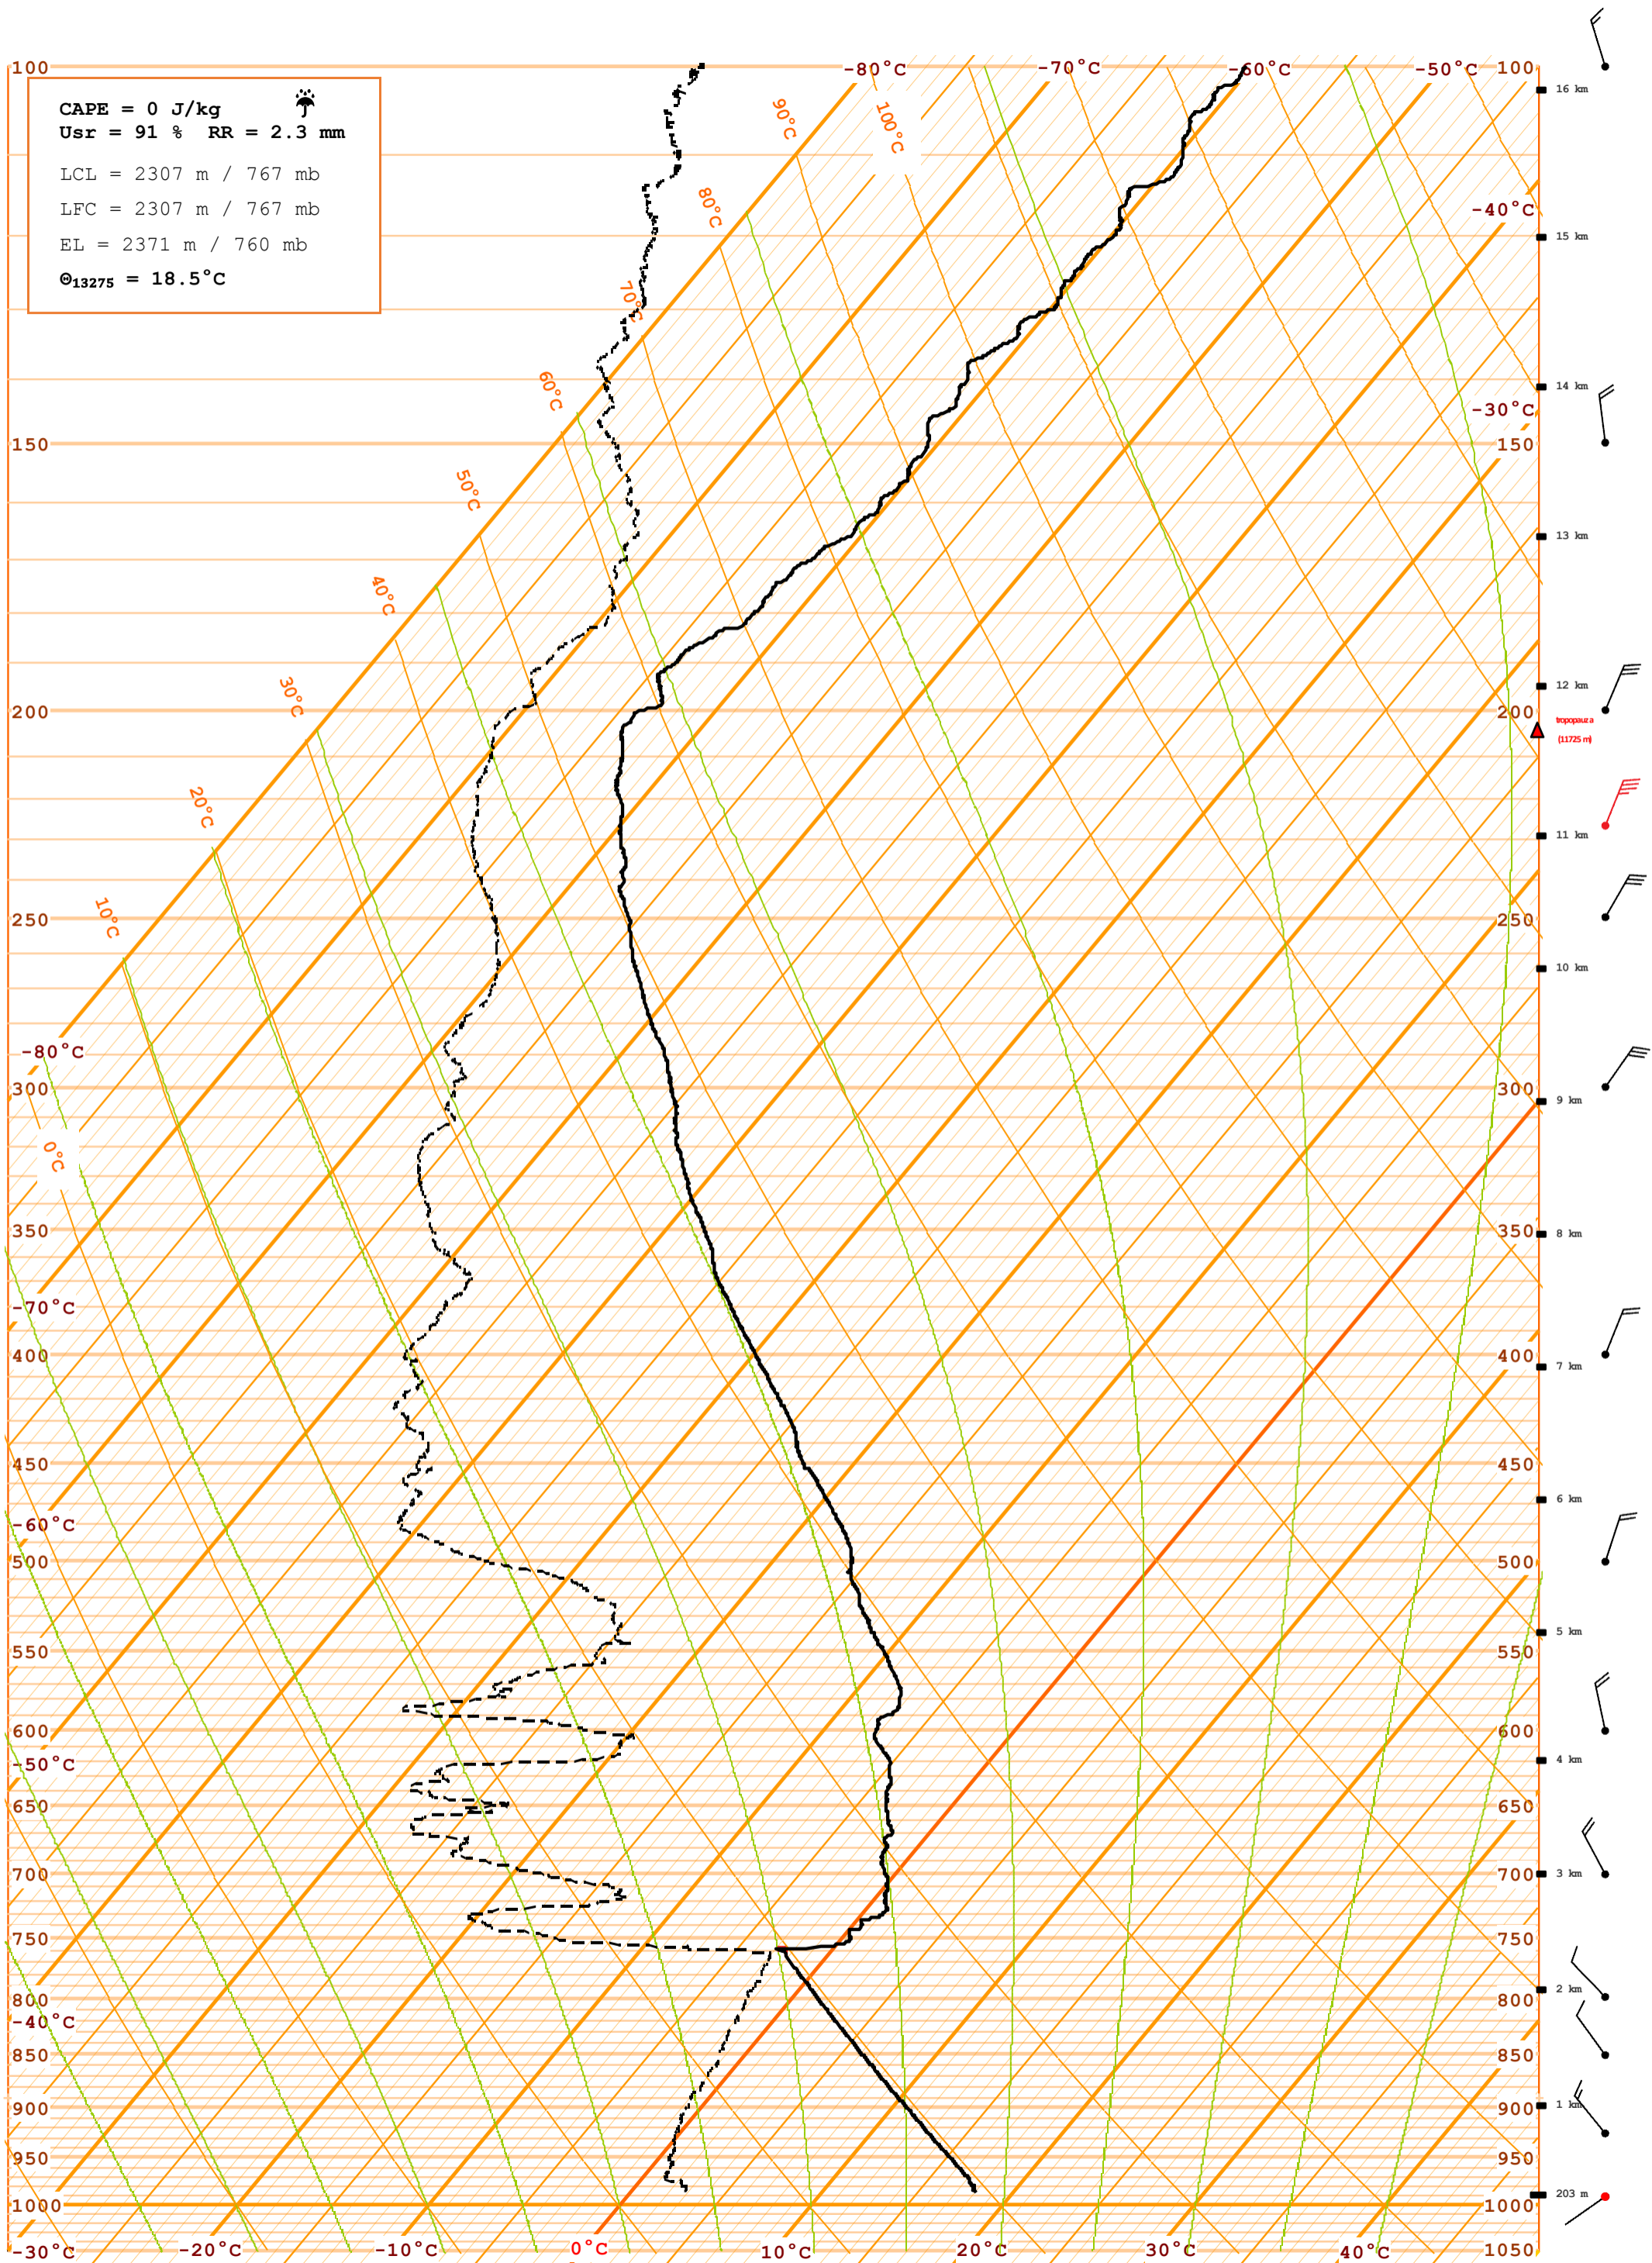 -80°C -70°C -60°C -50°C
100 100
16 km
CAPE = 0 J/kg
Usr = 91 % RR = 2.3 mm
LCL = 2307 m / 767 mb
LFC = 2307 m / 767 mb
EL = 2371 m / 760 mb
Θ13275 = 18.5°C
90°C 100°C
80°C
-40°C
15 km
70°C
60°C
14 km
-30°C
150 150
50°C
13 km
40°C
30°C
12 km
200 200
tropopauza
(11725 m)
20°C
11 km
10°C
250 250
10 km
-80°C
300 300
9 km
0°C
350 350
8 km
-70°C
400 400
7 km
450 450
6 km
-60°C
500 500
5 km
550 550
600 600
-50°C
4 km
650 650
700 700
3 km
750 750
2 km
800 800
-40°C
850 850
900 900
1 km
950 950
203 m
1000 1000
-30°C -20°C -10°C 0°C 10°C 20°C 30°C 40°C 1050